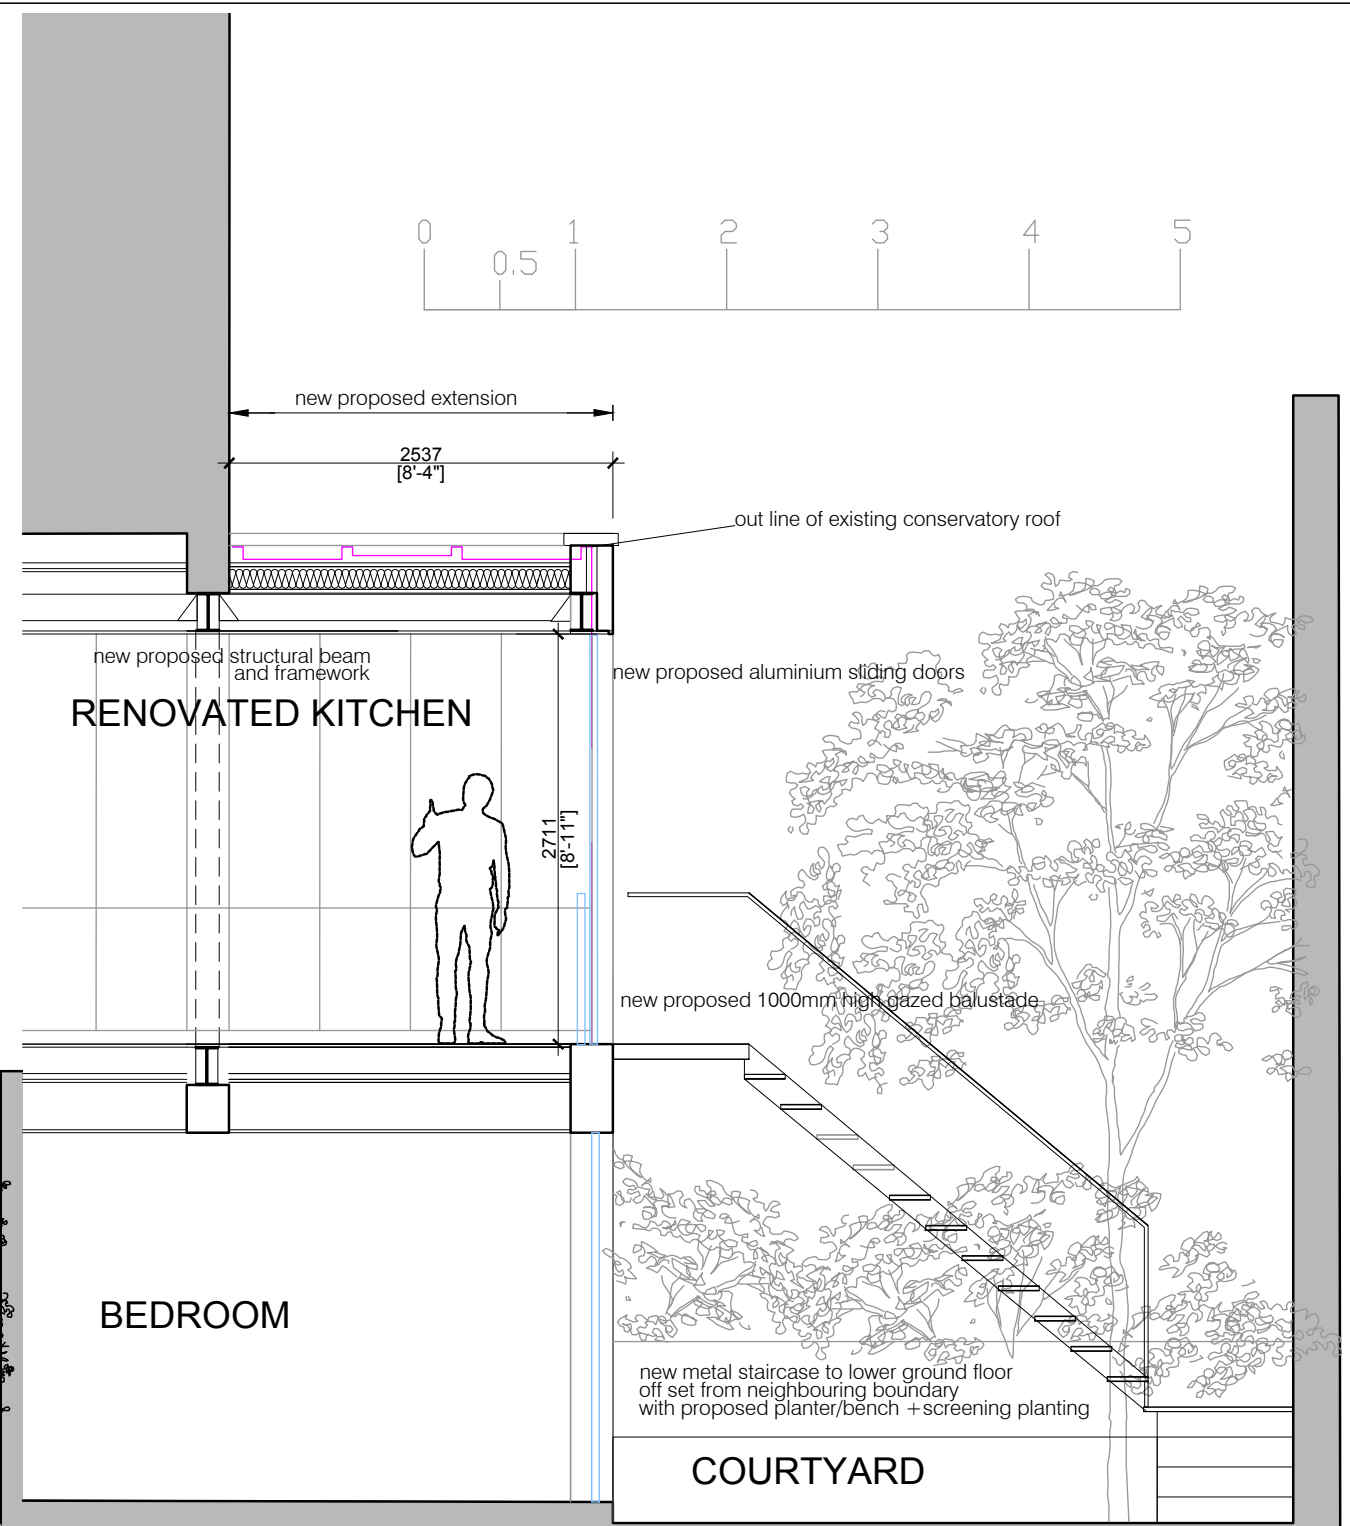 0 1 2 3 4 5
0.5
new proposed extension
2537
[8'-4"]
out line of existing conservatory roof
new proposed structural beam
and framework
new proposed aluminium sliding doors
RENOVATED KITCHEN
2711
[8'-11"]
new proposed 1000mm high gazed balustade
BEDROOM
new metal staircase to lower ground floor
off set from neighbouring boundary
with proposed planter/bench +screening planting
COURTYARD